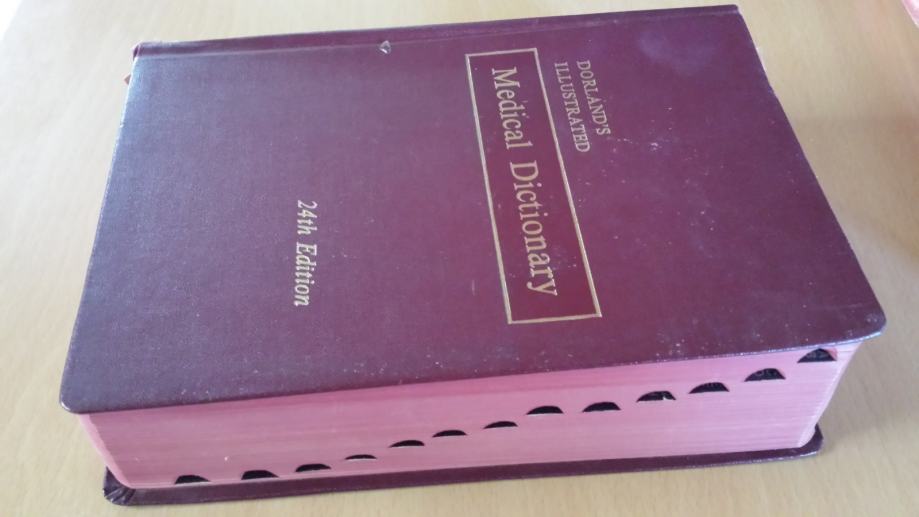 DORLAND'S
ILLUSTRATED
Medical Dictionary
24th Edition